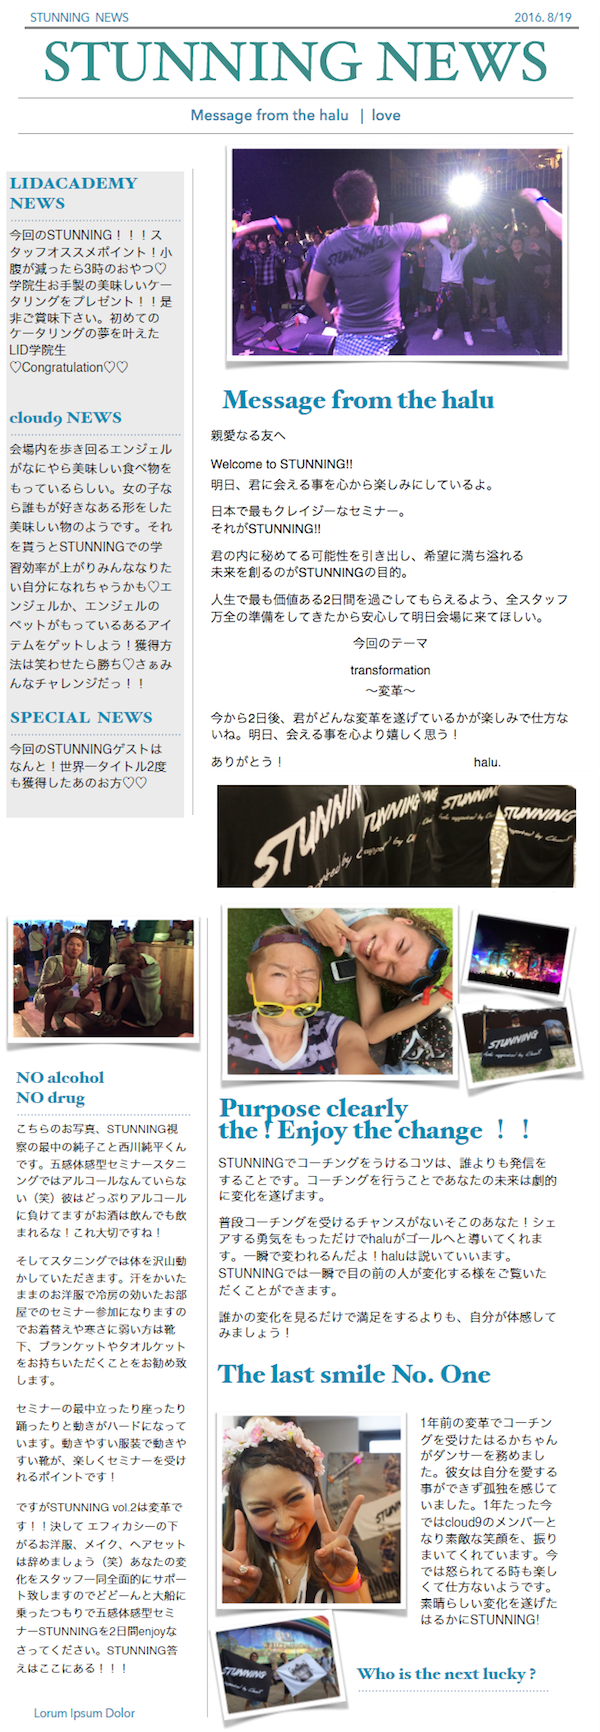 STUNNING NEWS
2016. 8/19
STUNNING NEWS
Message from the halu | love
LIDACADEMY
NEWS
今回のSTUNNING！！！ス
タッフオススメポイント！小
腹が減ったら3時のおやつ♡
学院生お手製の美味しいケー
タリングをプレゼント！！是
非ご賞味下さい。初めての
ケータリングの夢を叶えた
LID学院生
♡Congratulation♡♡
cloud9 NEWS
会場内を歩き回るエンジェル
がなにやら美味しい食べ物を
もっているらしい。女の子な
ら誰もが好きなある形をした
美味しい物のようです。それ
を貰うとSTUNNINGでの学
習効率が上がりみんななりた
い自分になれちゃうかも♡エ
ンジェルか、エンジェルの
ペットがもっているあるアイ
テムをゲットしよう！獲得方
法は笑わせたら勝ち♡さぁみ
んなチャレンジだっ！！
SPECIAL NEWS
今回のSTUNNINGゲストは
なんと！世界一タイトル2度
も獲得したあのお方♡♡
STUNNING
Message from the halu
親愛なる友へ
Welcome to STUNNING!!
明日、君に会える事を心から楽しみにしているよ。
日本で最もクレイジーなセミナー。
それがSTUNNING!!
君の内に秘めてる可能性を引き出し、希望に満ち溢れる
未来を創るのがSTUNNINGの目的。
人生で最も価値ある2日間を過ごしてもらえるよう、全スタッフ
万全の準備をしてきたから安心して明日会場に来てほしい。
今回のテーマ
transformation
〜変革〜
今から2日後、君がどんな変革を遂げているかが楽しみで仕方な
いね。明日、会える事を心より嬉しく思う！
ありがとう！
halu.
STUNNIN
STUNNIN
STUNNIN
STUNNING
NO alcohol
NO drug
こちらのお写真、STUNNING視
察の最中の純子こと西川純平くん
です。五感体感型セミナースタニ
ングではアルコールなんていらな
い（笑）彼はどっぷりアルコール
に負けてますがお酒は飲んでも飲
まれるな！これ大切ですね！
そしてスタニングでは体を沢山動
かしていただきます。汗をかいた
ままのお洋服で冷房の効いたお部
屋でのセミナー参加になりますの
でお着替えや寒さに弱い方は靴
下、ブランケットやタオルケット
をお持ちいただくことをお勧め致
します。
セミナーの最中立ったり座ったり
踊ったりと動きがハードになって
います。動きやすい服装で動きや
すい靴が、楽しくセミナーを受け
れるポイントです！
ですがSTUNNING vol.2は変革で
す！！決して エフィカシーの下
がるお洋服、メイク、ヘアセット
は辞めましょう（笑）あなたの変
化をスタッフ一同全面的にサポー
ト致しますのでどどーんと大船に
乗ったつもりで五感体感型セミ
ナーSTUNNINGを2日間enjoyな
さってください。STUNNING答
えはここにある！！！
Lorum Ipsum Dolor
STUNNING
Purpose clearly
the ! Enjoy the change ！！
STUNNINGでコーチングをうけるコツは、誰よりも発信を
することです。コーチングを行うことであなたの未来は劇的
に変化を遂げます。
普段コーチングを受けるチャンスがないそこのあなた！シェ
アする勇気をもっただけでhaluがゴールへと導いてくれま
す。一瞬で変われるんだよ！haluは説いていいます。
STUNNINGでは一瞬で目の前の人が変化する様をご覧いた
だくことができます。
誰かの変化を見るだけで満足をするよりも、自分が体感して
みましょう！
The last smile No. One
1年前の変革でコーチン
グを受けたはるかちゃん
がダンサーを務めまし
た。彼女は自分を愛する
事ができず孤独を感じて
いました。1年たった今
ではcloud9のメンバーと
なり素敵な笑顔を、振り
まいてくれています。今
では怒られてる時も楽し
くて仕方ないようです。
素晴らしい変化を遂げた
はるかにSTUNNING!
STUNNING
Who is the next lucky ?